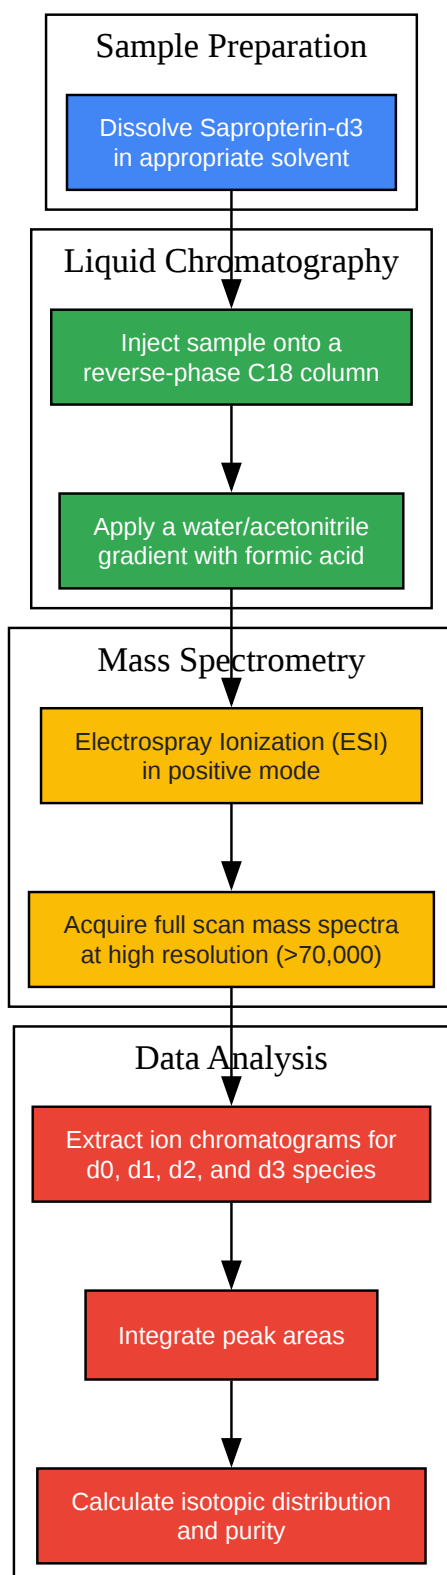 Sample Preparation
Dissolve Sapropterin-d3
in appropriate solvent
Liquid Chromatography
Inject sample onto a
reverse-phase C18 column
Apply a water/acetonitrile
gradient with formic acid
Mass Spectrometry
Electrospray Ionization (ESI)
in positive mode
Acquire full scan mass spectra
at high resolution (>70,000)
Data Analysis
Extract ion chromatograms for
d0, d1, d2, and d3 species
Integrate peak areas
Calculate isotopic distribution
and purity